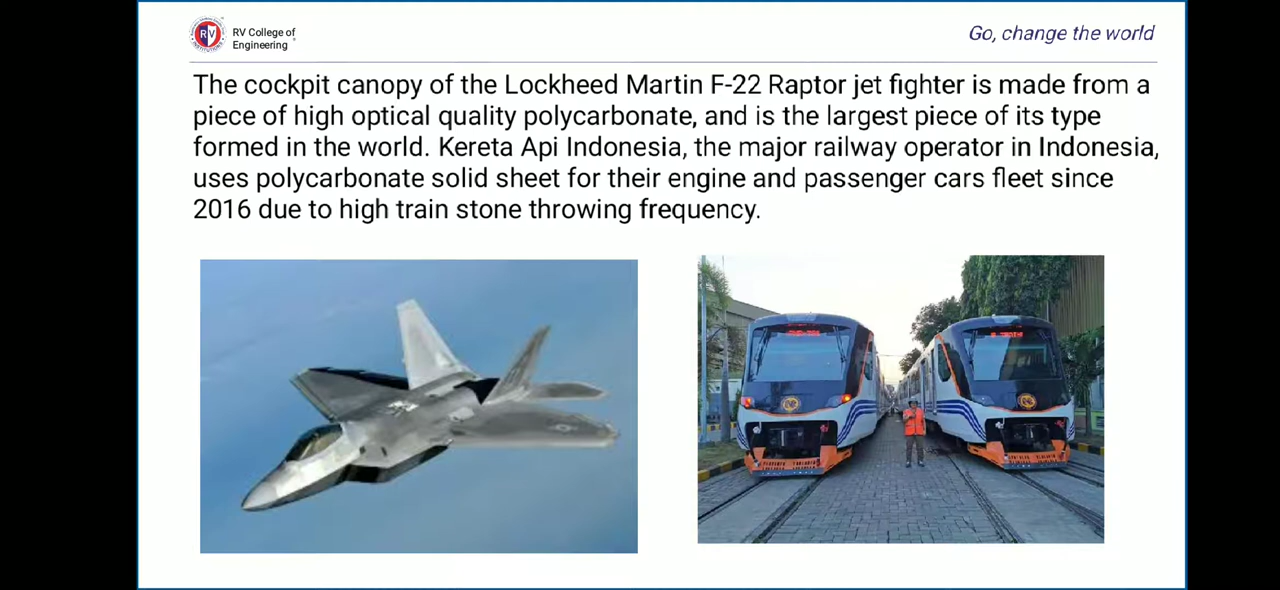 RV College of
Engineering
Go, change the world
The cockpit canopy of the Lockheed Martin F-22 Raptor jet fighter is made from a
piece of high optical quality polycarbonate, and is the largest piece of its type
formed in the world. Kereta Api Indonesia, the major railway operator in Indonesia,
uses polycarbonate solid sheet for their engine and passenger cars fleet since
2016 due to high train stone throwing frequency.